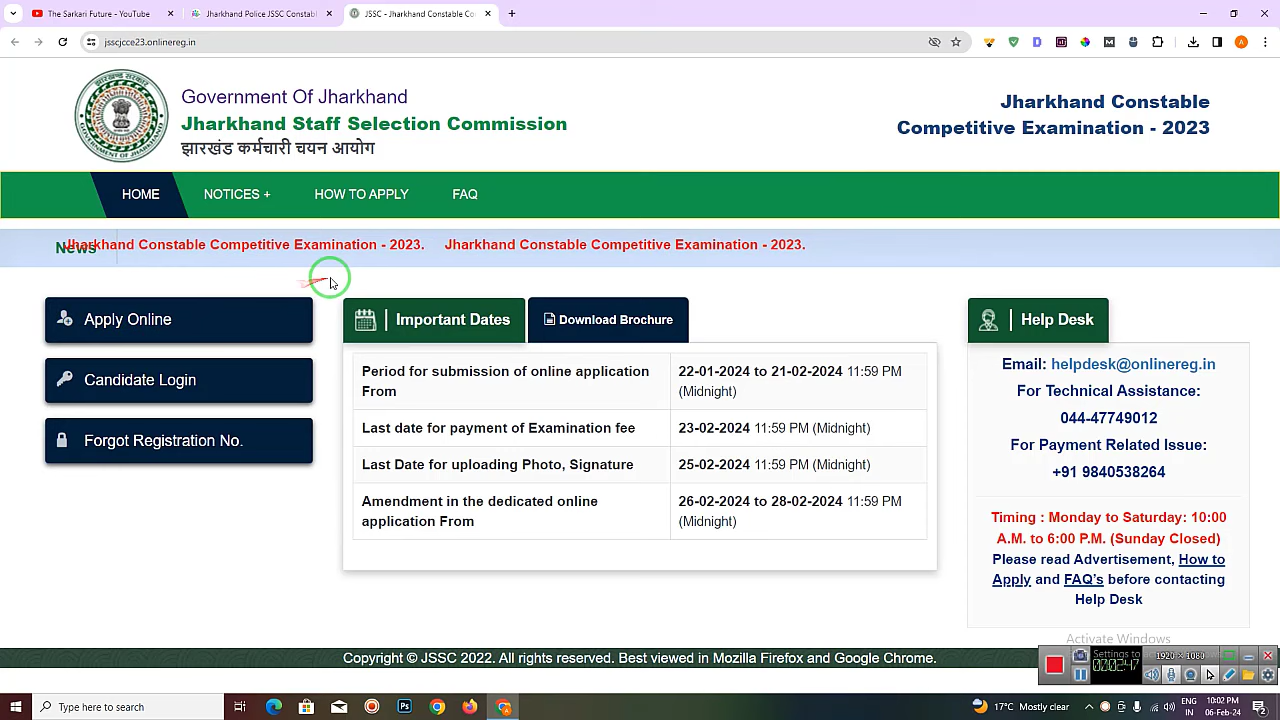 The Sarkari Future - YouTube
Jharkhand Police JSSC Constabl
JSSC - Jharkhand Constable Co
jsscjcce23.onlinereg.in
Government Of Jharkhand
Jharkhand Staff Selection Commission
झारखंड कर्मचारी चयन आयोग
Jharkhand Constable
Competitive Examination - 2023
HOME
NOTICES +
HOW TO APPLY
FAQ
News
Jharkhand Constable Competitive Examination - 2023. Jharkhand Constable Competitive Examination - 2023.
Apply Online
Candidate Login
Forgot Registration No.
Important Dates
Download Brochure
Period for submission of online application
From
22-01-2024 to 21-02-2024 11:59 PM
(Midnight)
Last date for payment of Examination fee
23-02-2024 11:59 PM (Midnight)
Last Date for uploading Photo, Signature
25-02-2024 11:59 PM (Midnight)
Amendment in the dedicated online
application From
26-02-2024 to 28-02-2024 11:59 PM
(Midnight)
Help Desk
Email: helpdesk@onlinereg.in
For Technical Assistance:
044-47749012
For Payment Related Issue:
+91 9840538264
Timing : Monday to Saturday: 10:00
A.M. to 6:00 P.M. (Sunday Closed)
Please read Advertisement, How to
Apply and FAQ's before contacting
Help Desk
Copyright © JSSC 2022. All rights reserved. Best viewed in Mozilla Firefox and Google Chrome.
Activate Windows
Settings to
1920 × 1080
Type here to search
17°C Mostly clear
ENG
IN
10:02 PM
06-Feb-24